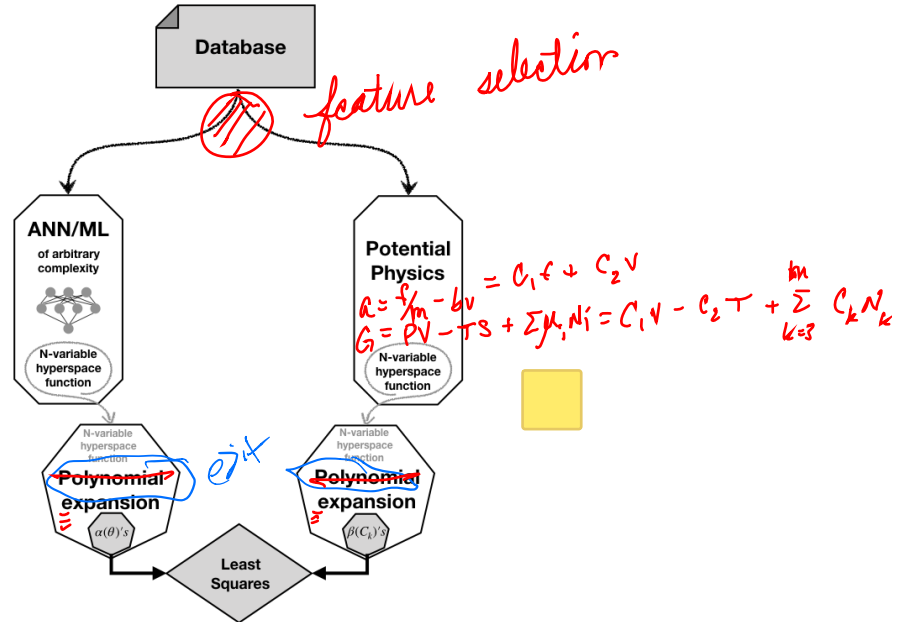 Database
feature selection
ANN/ML
of arbitrary
complexity
N-variable
hyperspace
function
Potential
Physics
a = f/m - bv = C₁f + C₂V
G = PV - TS + ΣμᵢNᵢ = C₁V - C₂T + Σ CₖNₖ
m
k=3
N-variable
hyperspace
function
N-variable
hyperspace
function
Polynomial
expansion
α(θ)'s
N-variable
hyperspace
function
Polynomial
expansion
β(Cₖ)'s
Least
Squares